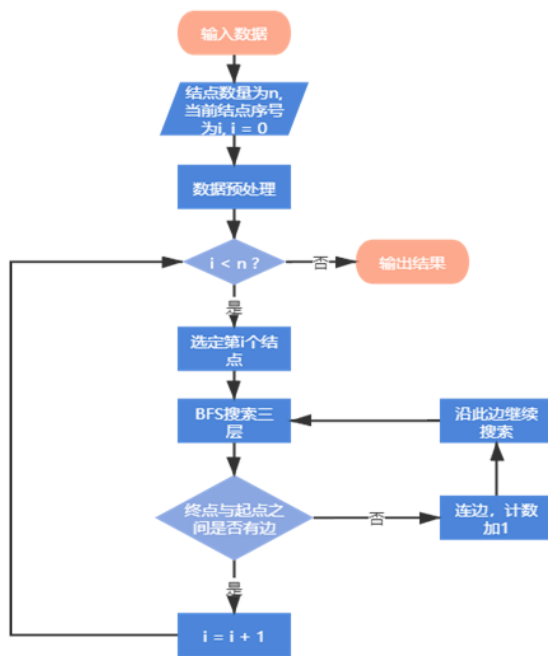 输入数据
结点数量为n,
当前结点序号
为i, i = 0
数据预处理
i < n ?
否
输出结果
是
选定第i个结
点
BFS搜索三
层
沿此边继续
搜索
终点与起点之
间是否有边
否
连边，计数
加1
是
i = i + 1